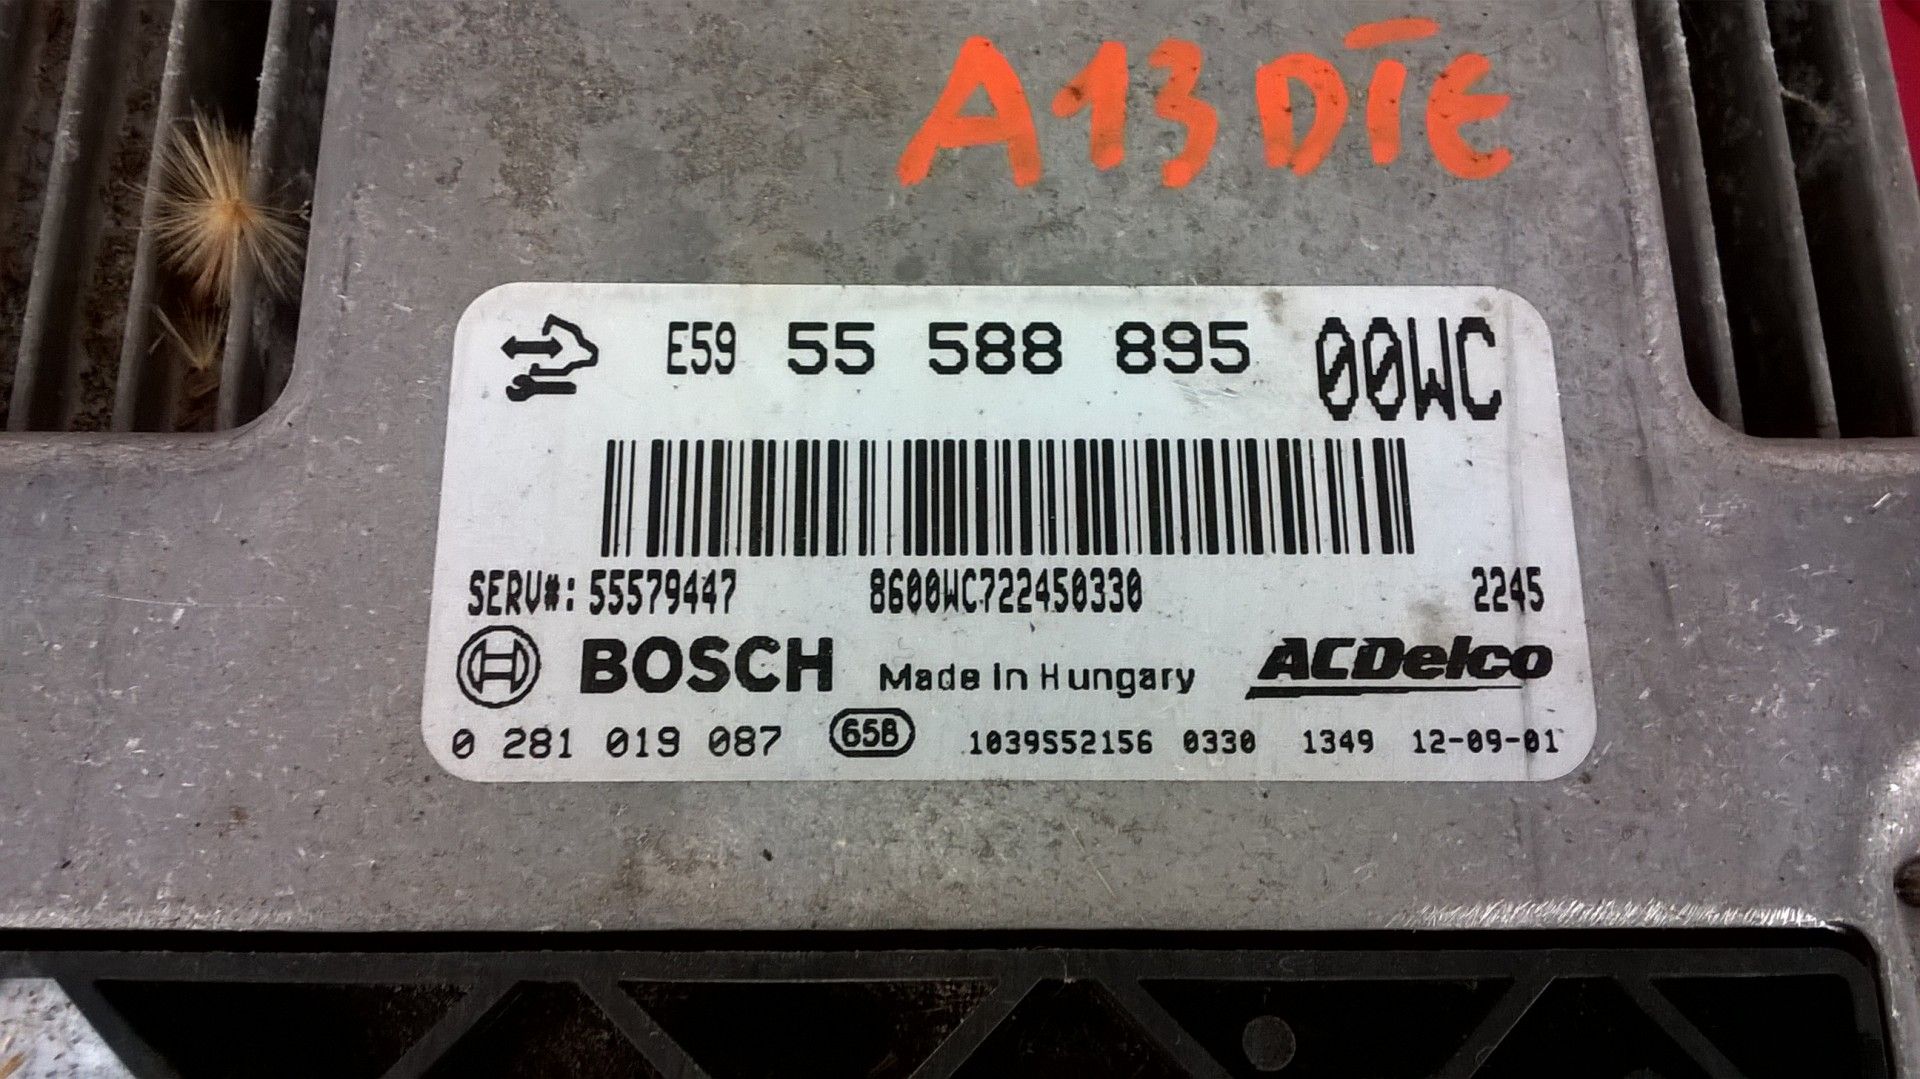 A13DTE
E59 55 588 895 00WC
SERV#: 55579447 8600WC722450330 2245
BOSCH Made in Hungary ACDelco
0 281 019 087 65B 1039S52156 0330 1349 12-09-01